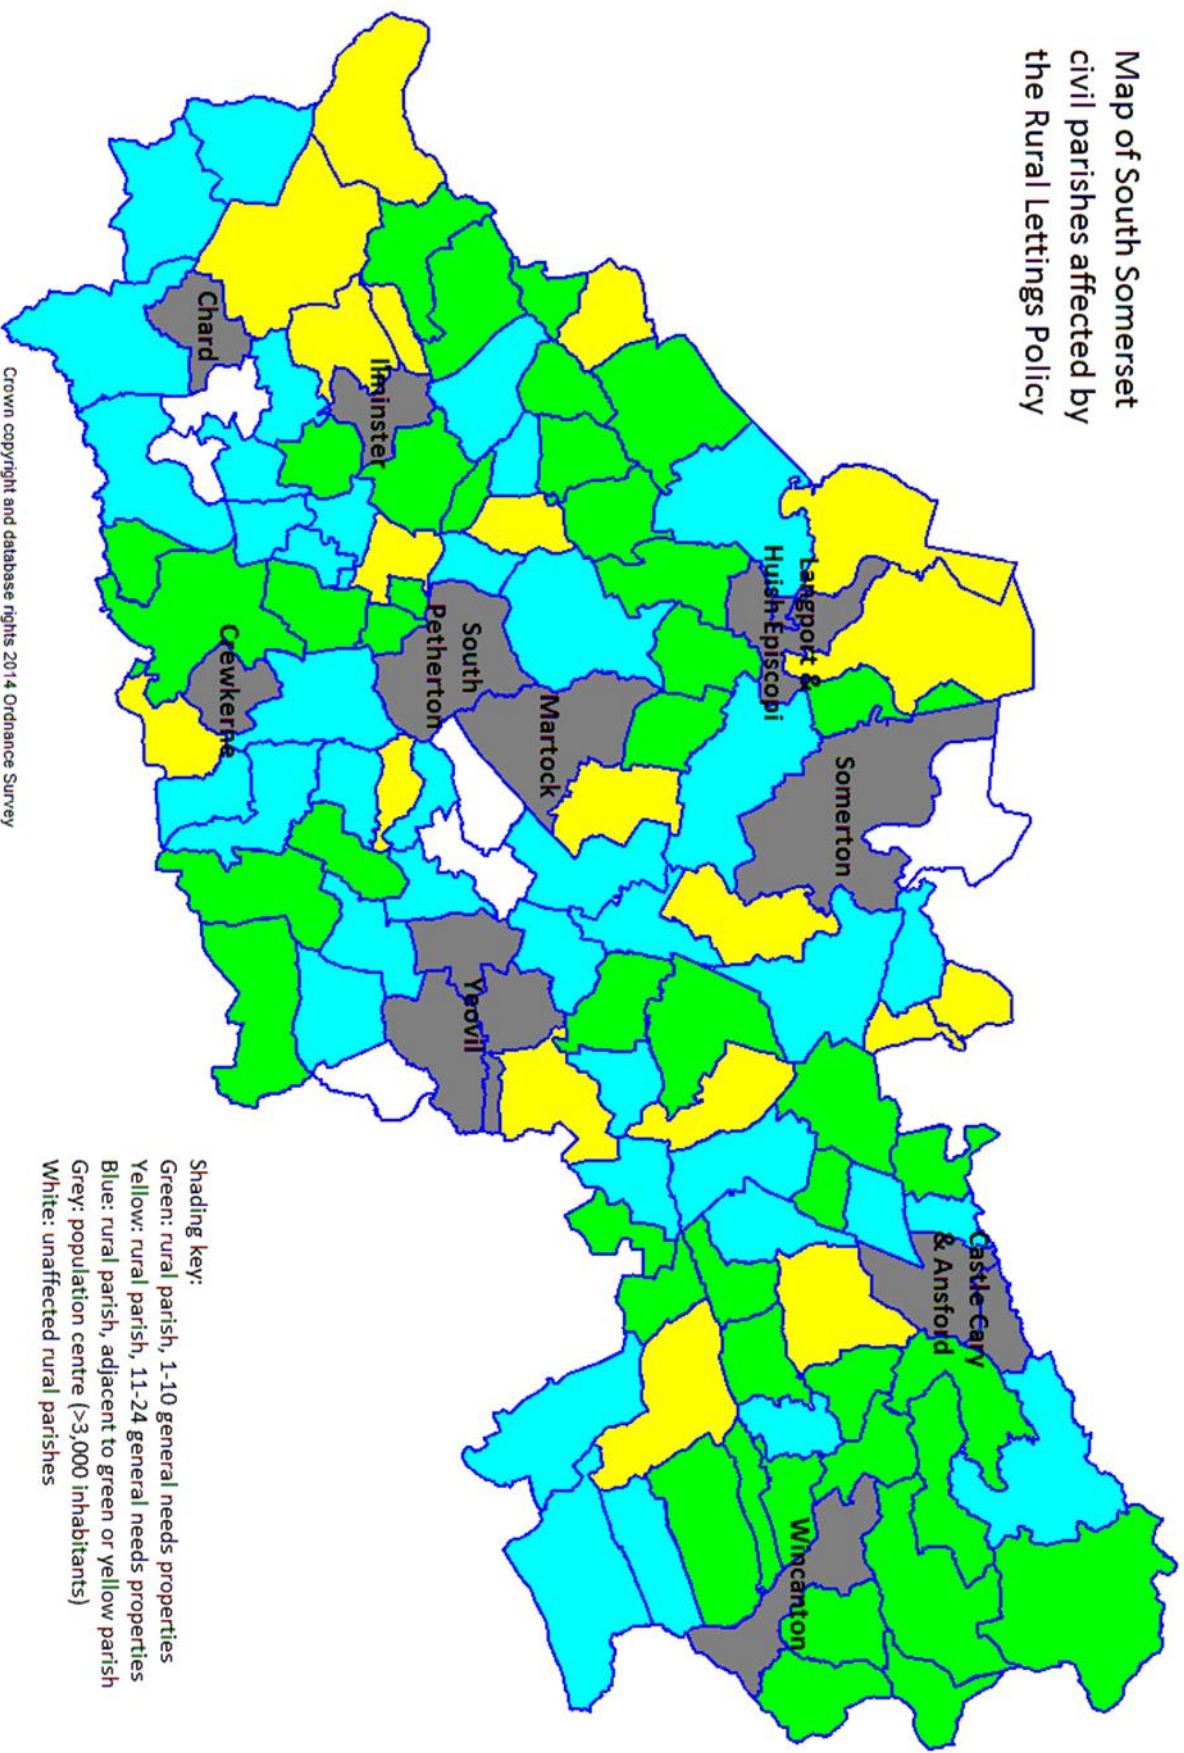 Map of South Somerset
civil parishes affected by
the Rural Lettings Policy
Langport &
Huish Episcopi
Somerton
Castle Cary
& Ansford
Wincanton
Martock
South
Petherton
Ilminster
Yeovil
Chard
Crewkerne
Shading key:
Green: rural parish, 1-10 general needs properties
Yellow: rural parish, 11-24 general needs properties
Blue: rural parish, adjacent to green or yellow parish
Grey: population centre (>3,000 inhabitants)
White: unaffected rural parishes
Crown copyright and database rights 2014 Ordnance Survey